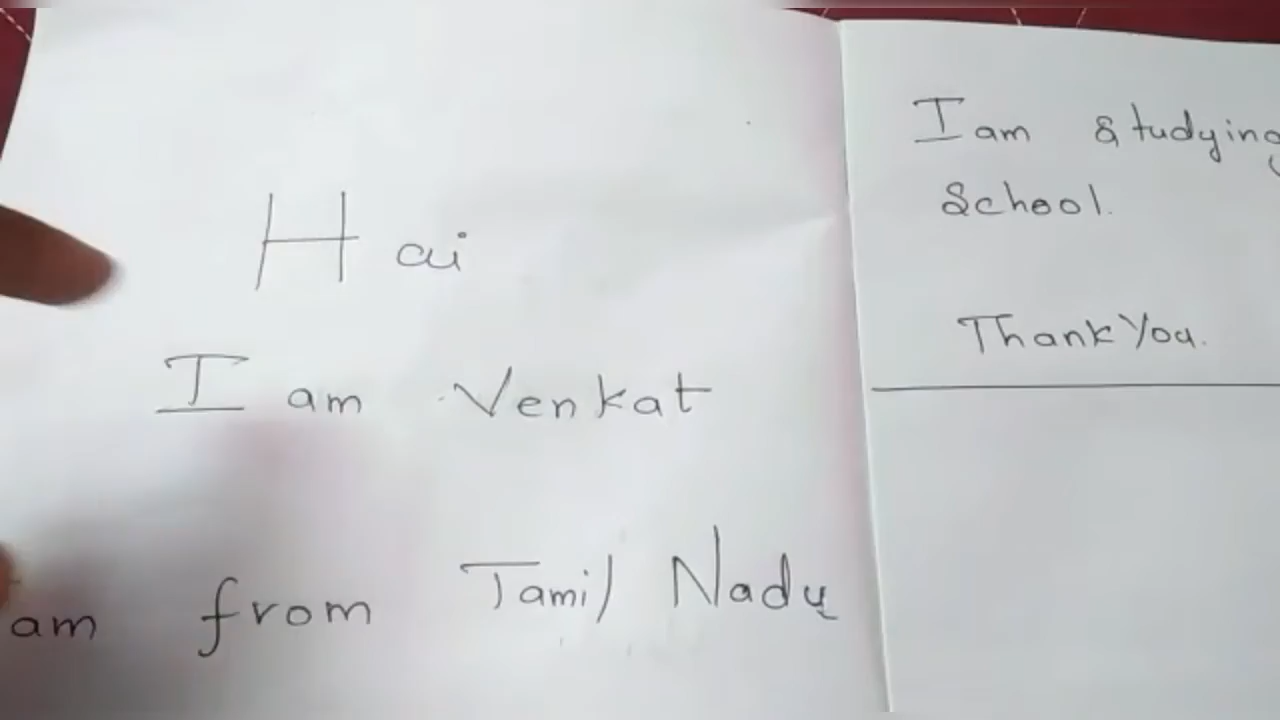 Hai
I am Venkat
am from Tamil Nadu
I am studying
School.
Thank You.